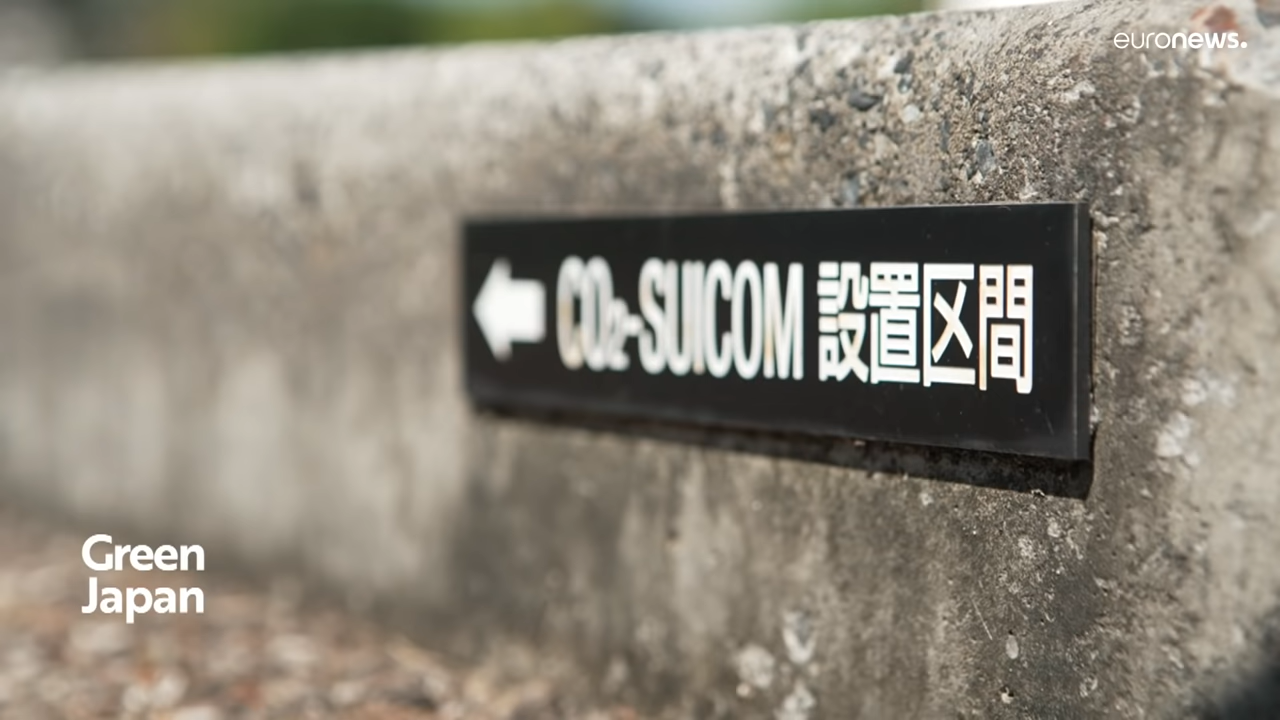 euronews.
← CO₂-SUICOM 設置区間
Green
Japan